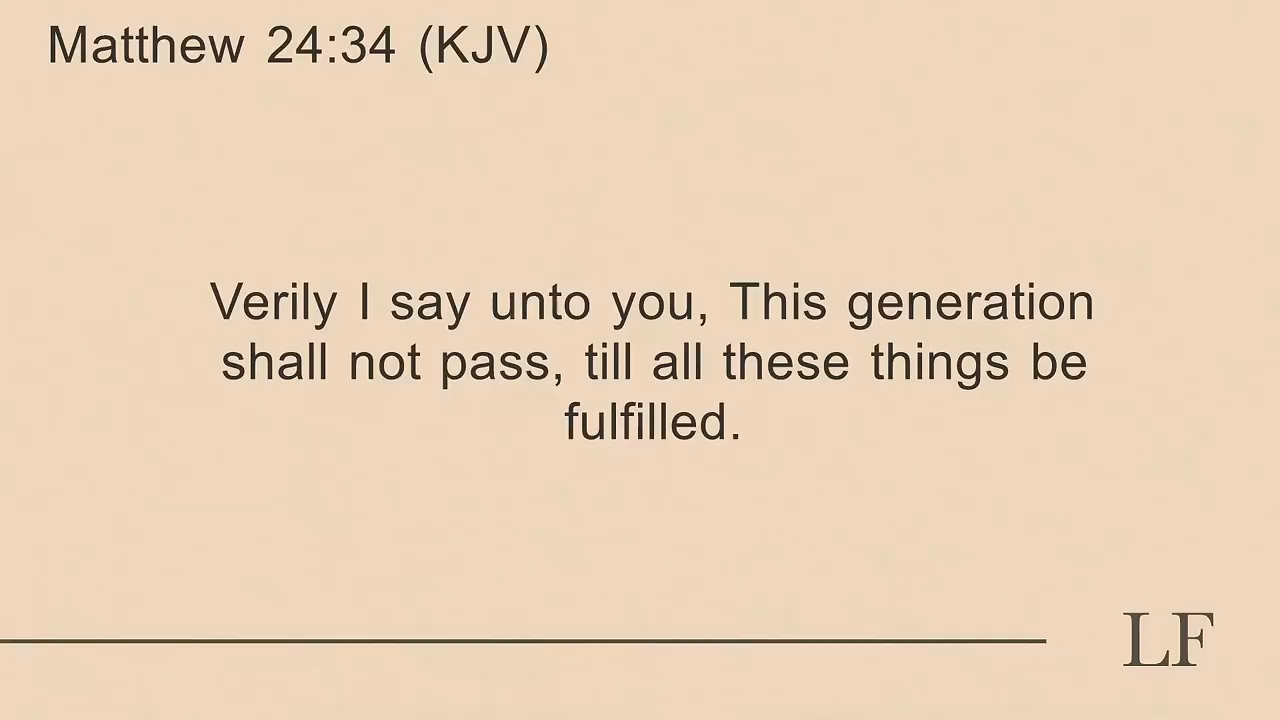 Matthew 24:34 (KJV)
Verily I say unto you, This generation
shall not pass, till all these things be
fulfilled.
LF